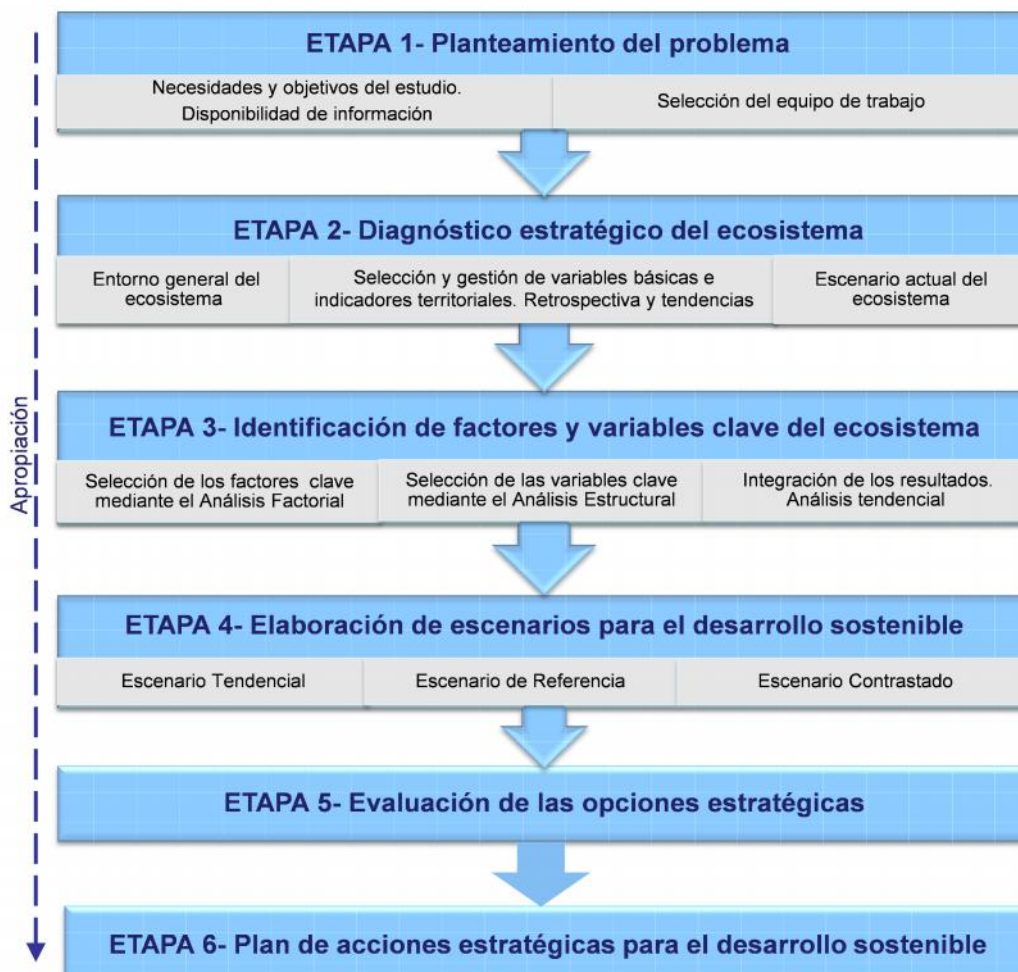 ETAPA 1- Planteamiento del problema
Necesidades y objetivos del estudio.
Disponibilidad de información
Selección del equipo de trabajo
ETAPA 2- Diagnóstico estratégico del ecosistema
Entorno general del
ecosistema
Selección y gestión de variables básicas e
indicadores territoriales. Retrospectiva y tendencias
Escenario actual del
ecosistema
Apropiación
ETAPA 3- Identificación de factores y variables clave del ecosistema
Selección de los factores clave
mediante el Análisis Factorial
Selección de las variables clave
mediante el Análisis Estructural
Integración de los resultados.
Análisis tendencial
ETAPA 4- Elaboración de escenarios para el desarrollo sostenible
Escenario Tendencial
Escenario de Referencia
Escenario Contrastado
ETAPA 5- Evaluación de las opciones estratégicas
ETAPA 6- Plan de acciones estratégicas para el desarrollo sostenible